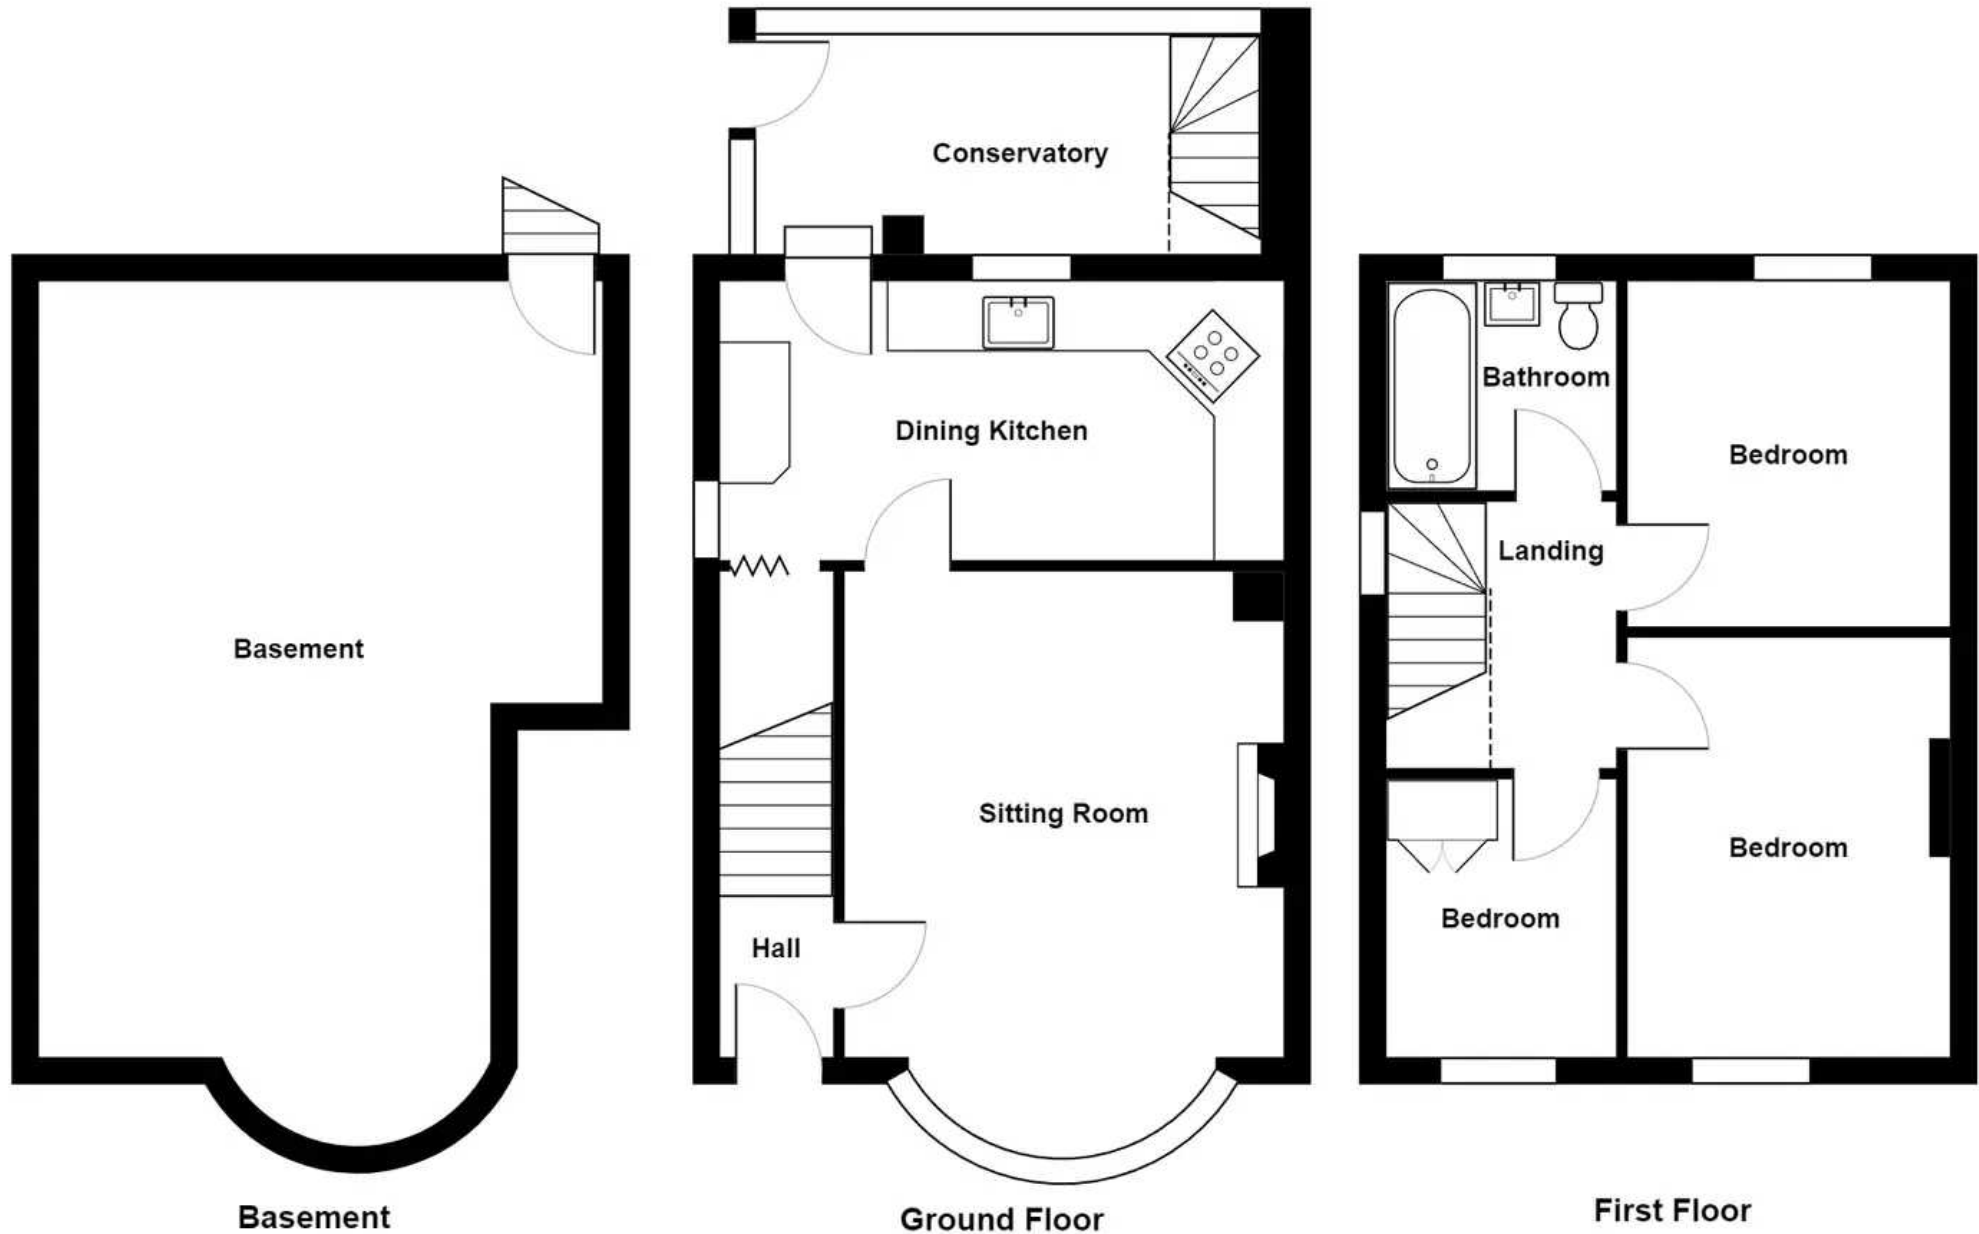 Basement
Basement
Conservatory
Dining Kitchen
Sitting Room
Hall
Ground Floor
Bathroom
Bedroom
Landing
Bedroom
Bedroom
First Floor